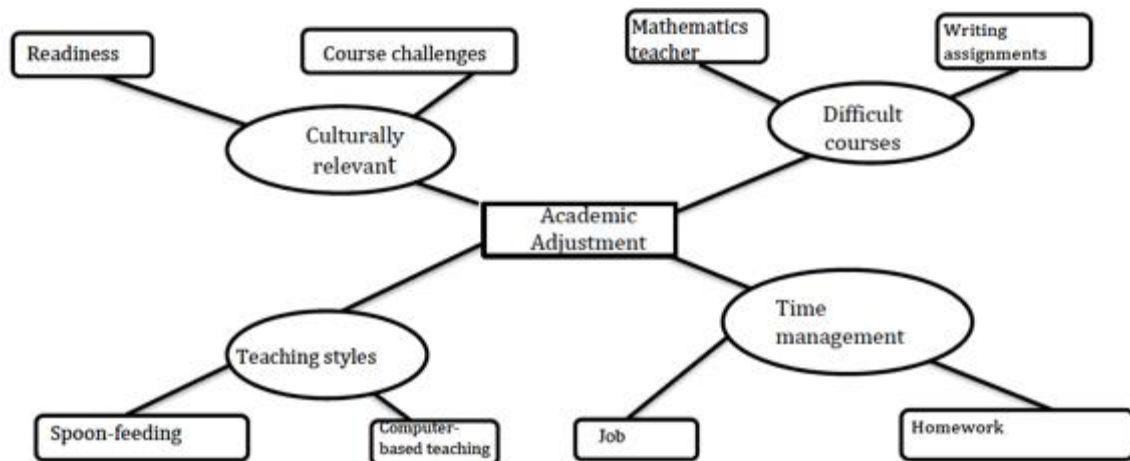 Readiness
Course challenges
Mathematics
teacher
Writing
assignments
Culturally
relevant
Difficult
courses
Academic
Adjustment
Teaching styles
Time
management
Spoon-feeding
Computer-
based teaching
Job
Homework